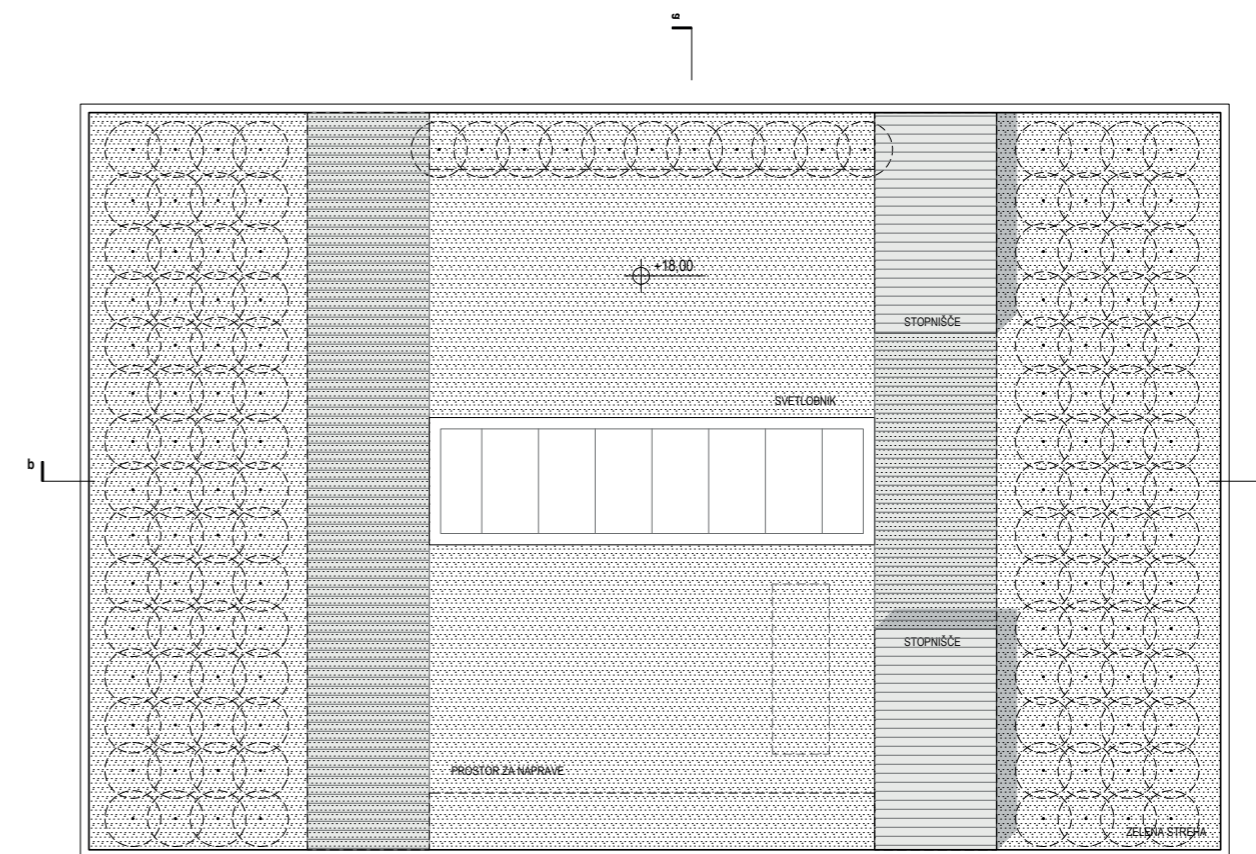 a
+18,00
STOPNIŠČE
SVETLOBNIK
b
STOPNIŠČE
PROSTOR ZA NAPRAVE
ZELENA STREHA